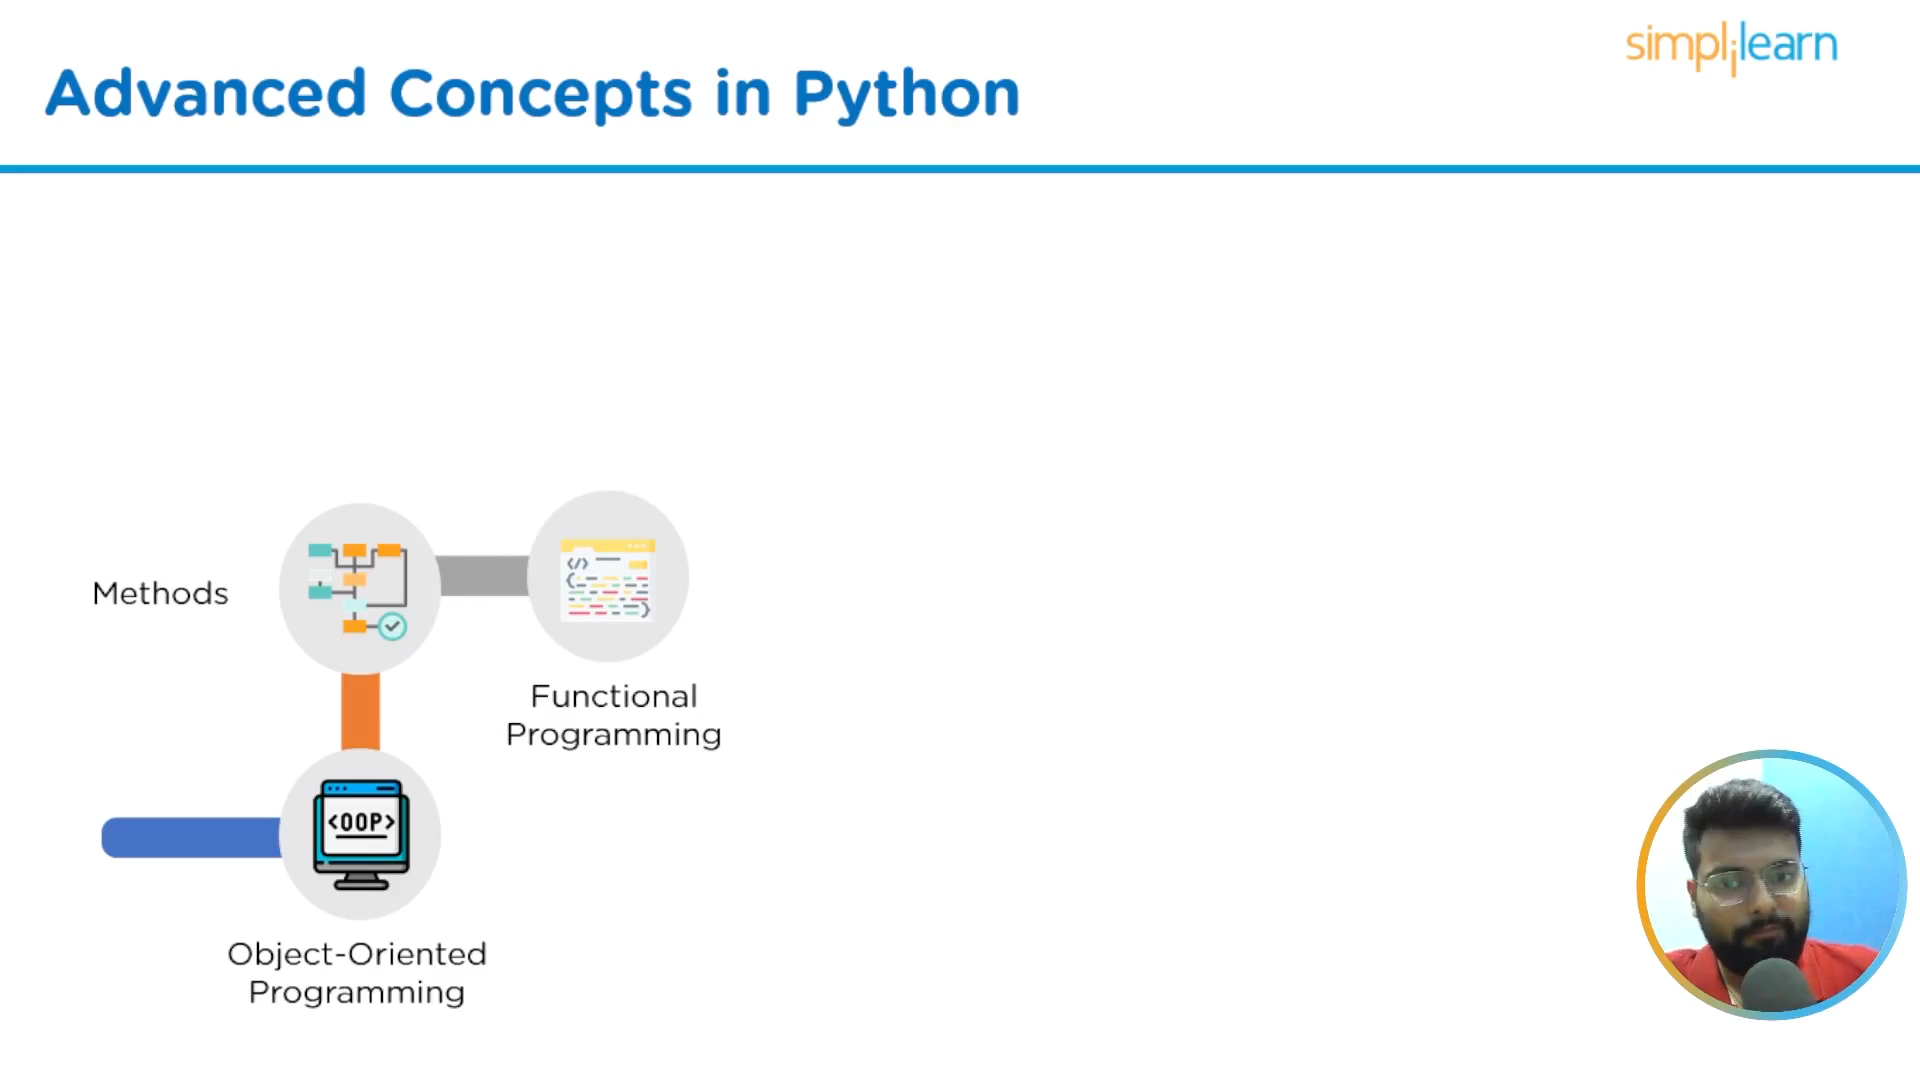 simplilearn
Advanced Concepts in Python
Methods
Functional
Programming
<OOP>
Object-Oriented
Programming